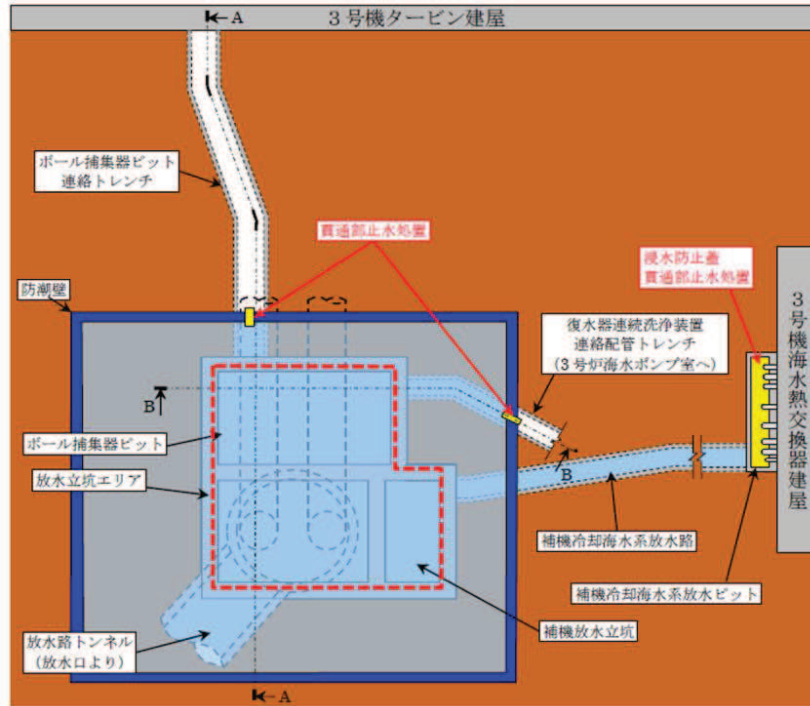 3号機タービン建屋
A
ボール捕集器ピット
連絡トレンチ
貫通部止水処置
浸水防止蓋
貫通部止水処置
防潮壁
復水器連続洗浄装置
連絡配管トレンチ
(3号炉海水ポンプ室へ)
3号機海水熱交換器建屋
B
B
ボール捕集器ピット
放水立坑エリア
補機冷却海水系放水路
補機冷却海水系放水ピット
補機放水立坑
放水路トンネル
(放水口より)
A